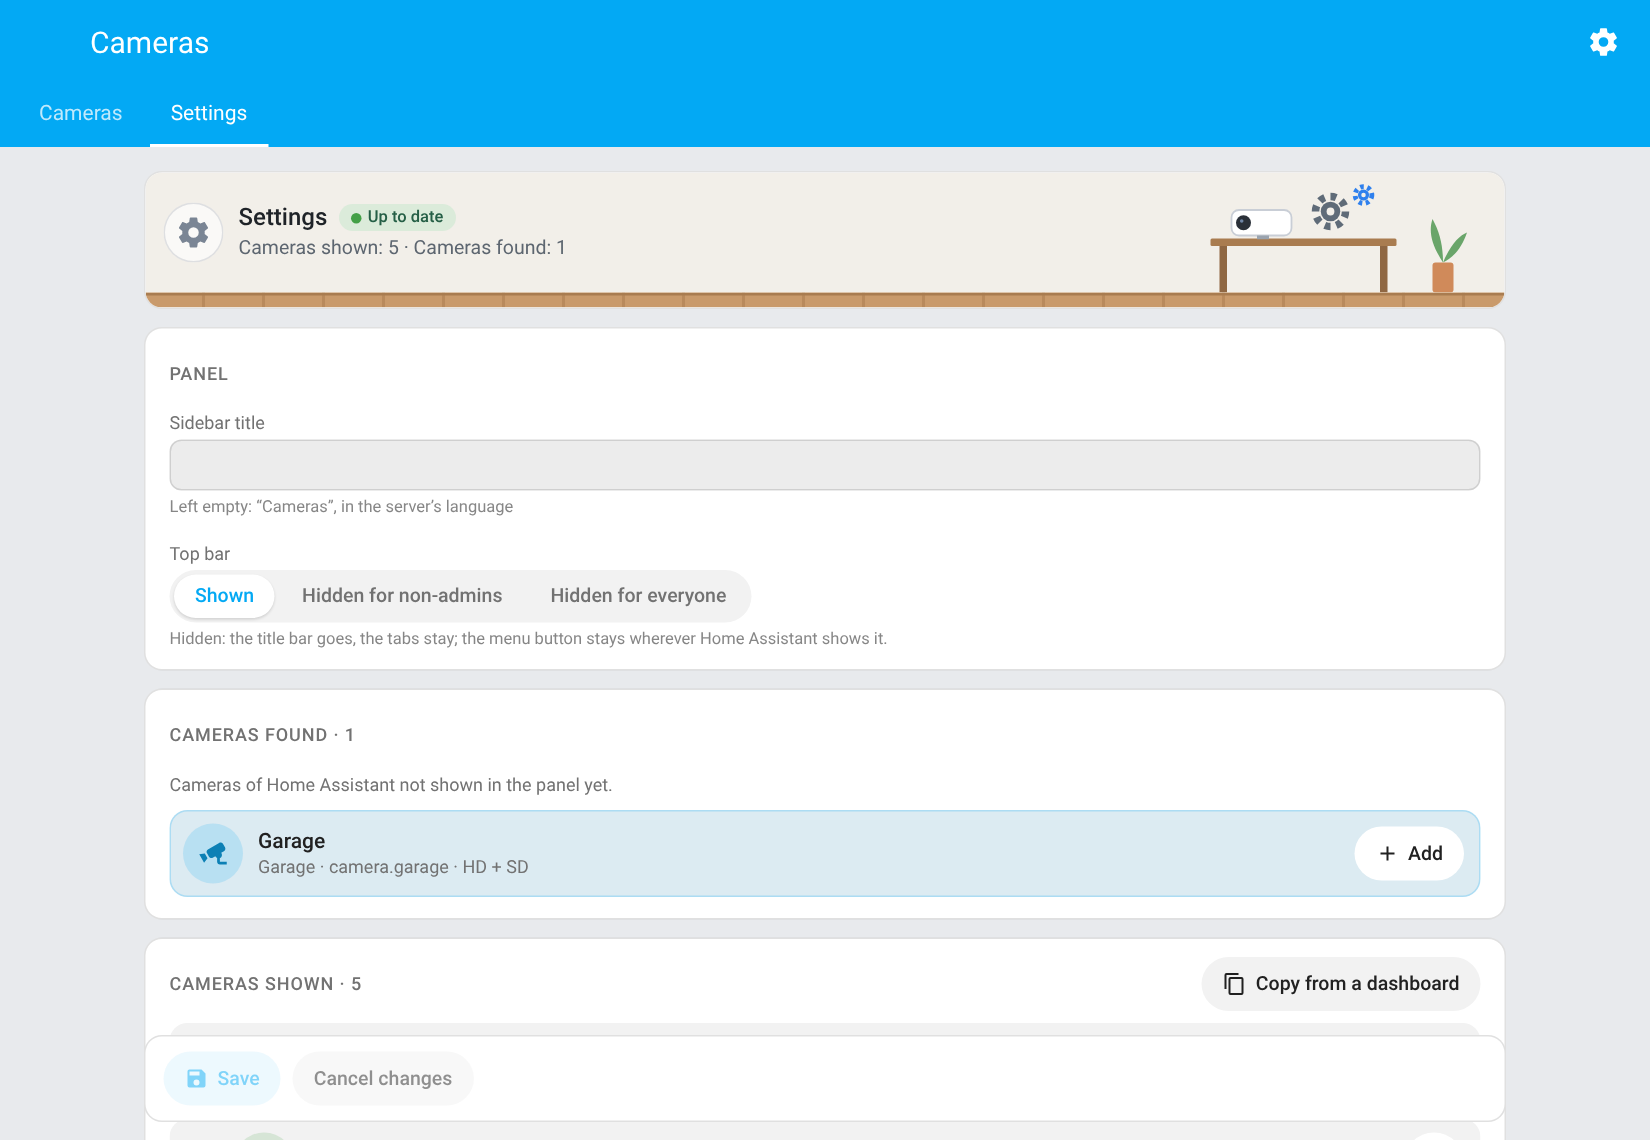 Cameras
Cameras
Settings
Settings
Up to date
Cameras shown: 5 · Cameras found: 1
PANEL
Sidebar title
Left empty: “Cameras”, in the server’s language
Top bar
Shown
Hidden for non-admins
Hidden for everyone
Hidden: the title bar goes, the tabs stay; the menu button stays wherever Home Assistant shows it.
CAMERAS FOUND · 1
Cameras of Home Assistant not shown in the panel yet.
Garage
Garage · camera.garage · HD + SD
Add
CAMERAS SHOWN · 5
Copy from a dashboard
Save
Cancel changes